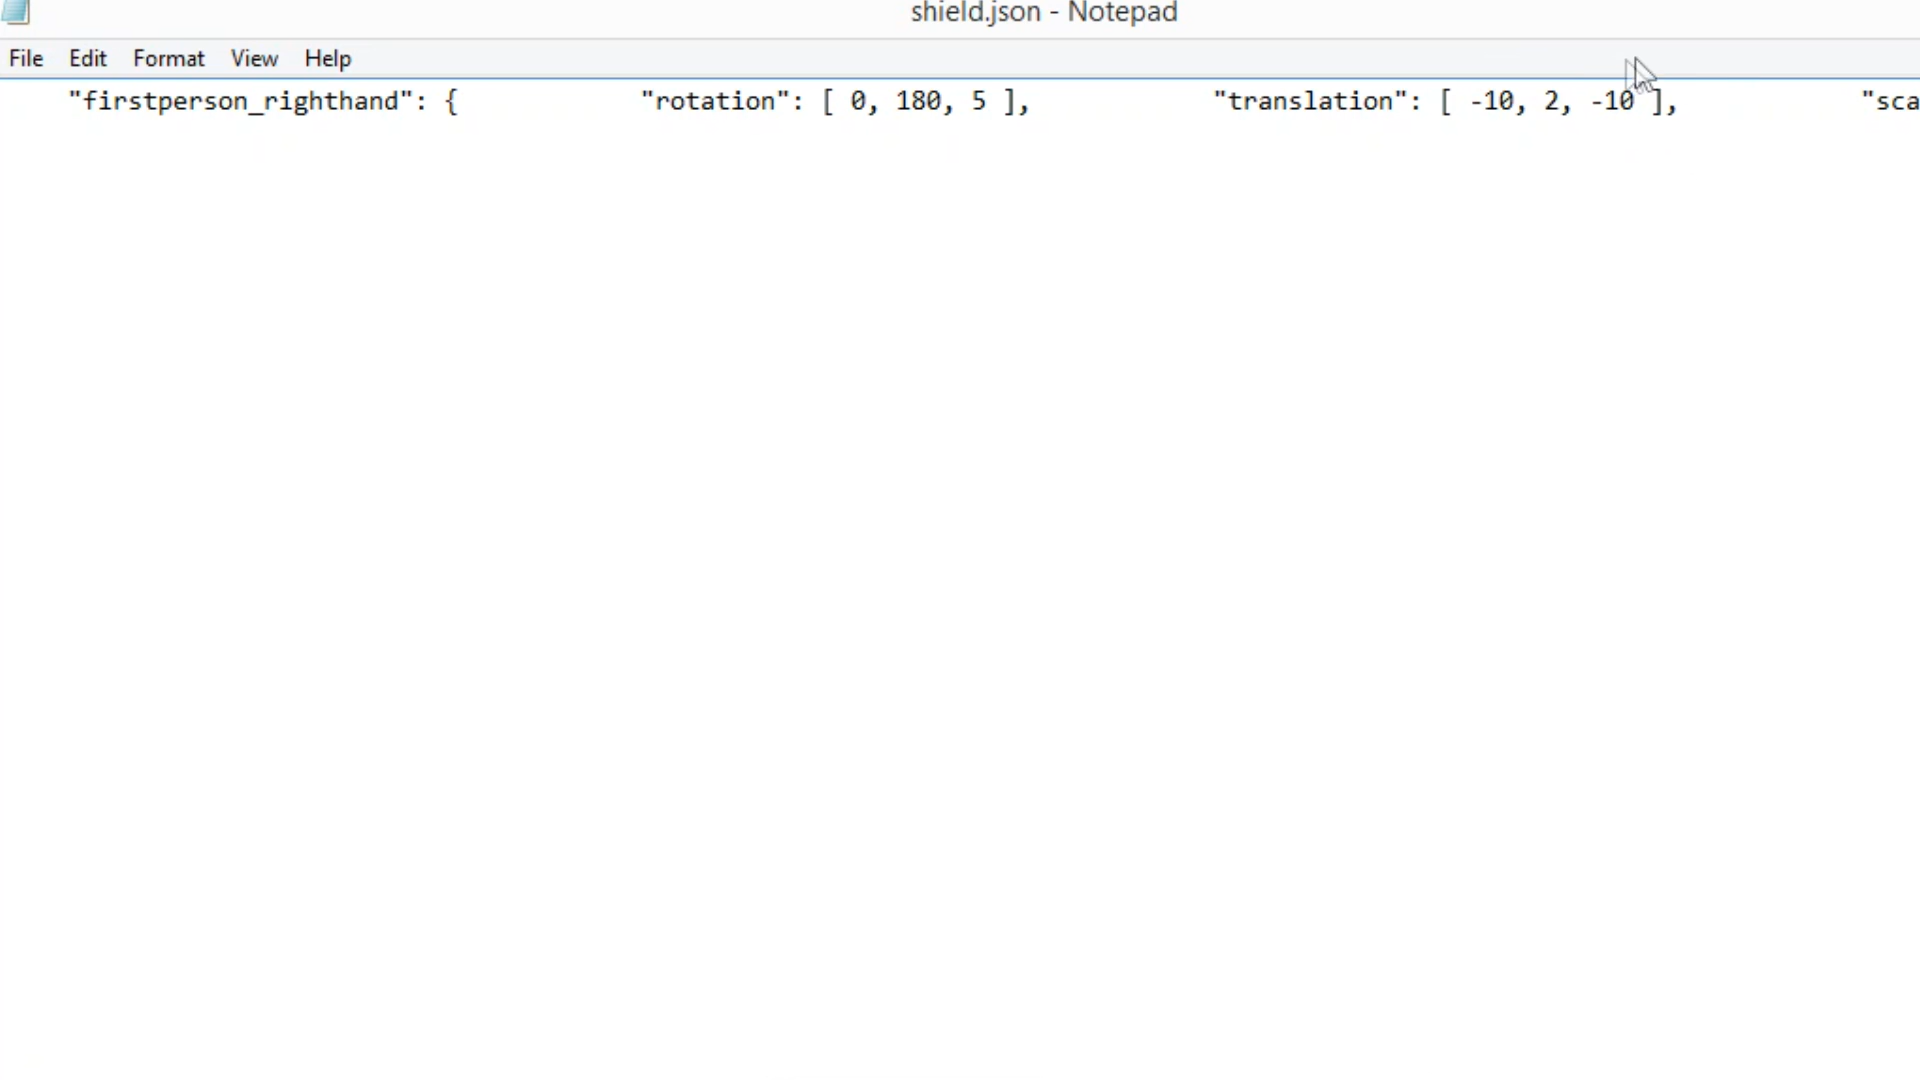 shield.json - Notepad
File Edit Format View Help
"firstperson_righthand": { "rotation": [ 0, 180, 5 ], "translation": [ -10, 2, -10 ], "sca